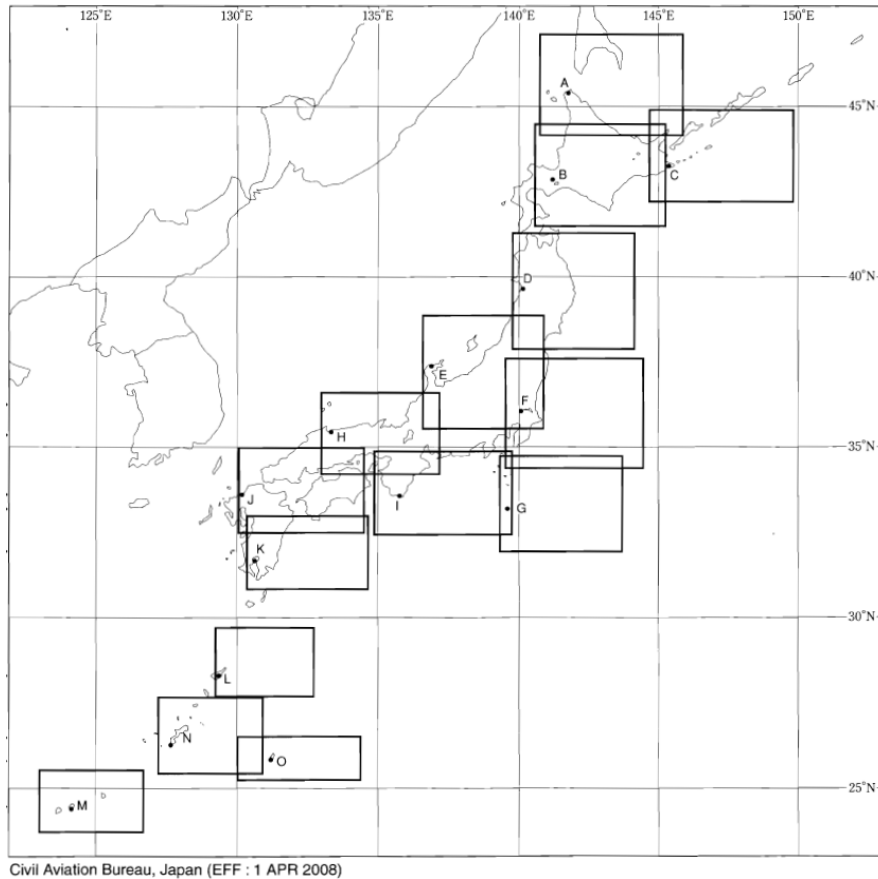 125°E 130°E 135°E 140°E 145°E 150°E
A
45°N
B
C
40°N
D
E
F
H
35°N
J
I
G
K
30°N
L
N
O
25°N
M
Civil Aviation Bureau, Japan (EFF : 1 APR 2008)